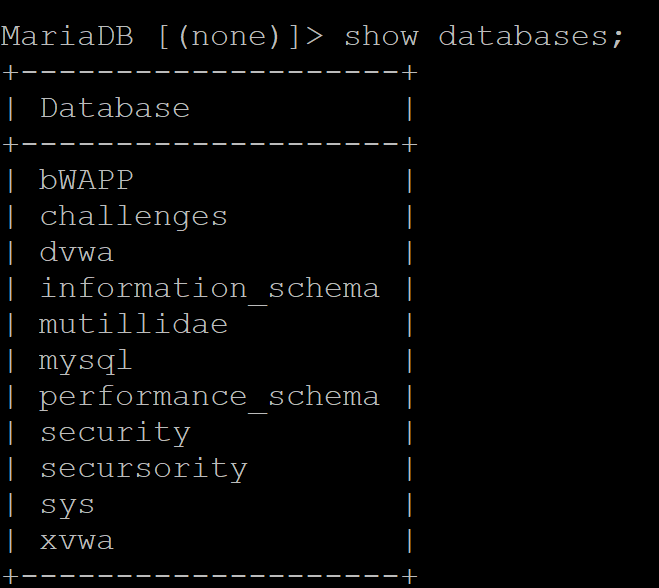 MariaDB [(none)]> show databases;
+--------------------+
| Database           |
+--------------------+
| bWAPP              |
| challenges         |
| dvwa               |
| information_schema |
| mutillidae         |
| mysql              |
| performance_schema |
| security           |
| secursority        |
| sys                |
| xvwa               |
+--------------------+